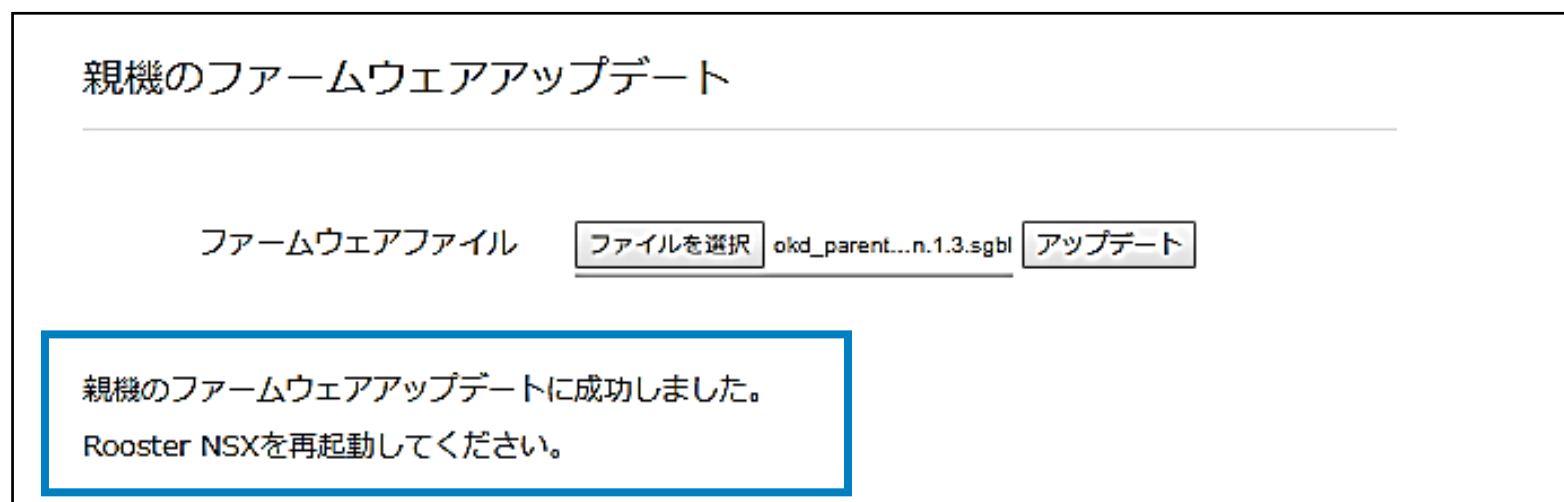 親機のファームウェアアップデート
ファームウェアファイル ファイルを選択 okd_parent...n.1.3.sgbl アップデート
親機のファームウェアアップデートに成功しました。
Rooster NSXを再起動してください。